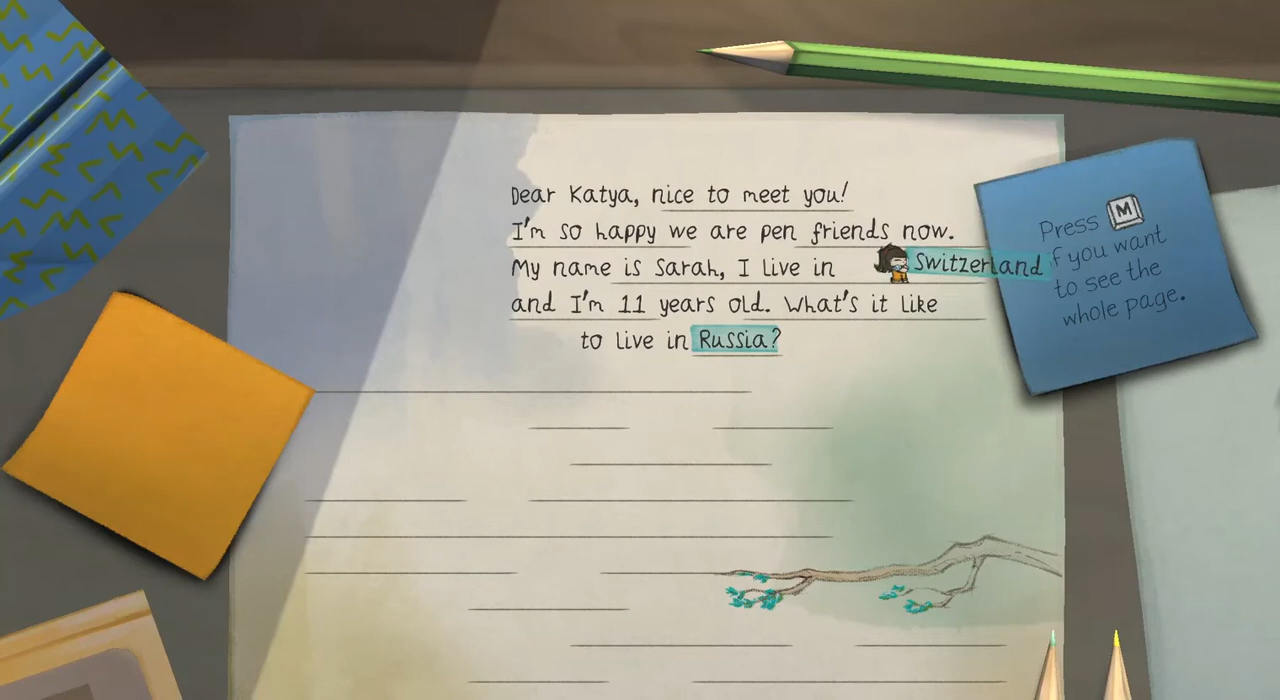 Dear Katya, nice to meet you!
I'm so happy we are pen friends now.
My name is Sarah, I live in Switzerland
and I'm 11 years old. What's it like
to live in Russia?
Press M
if you want
to see the
whole page.